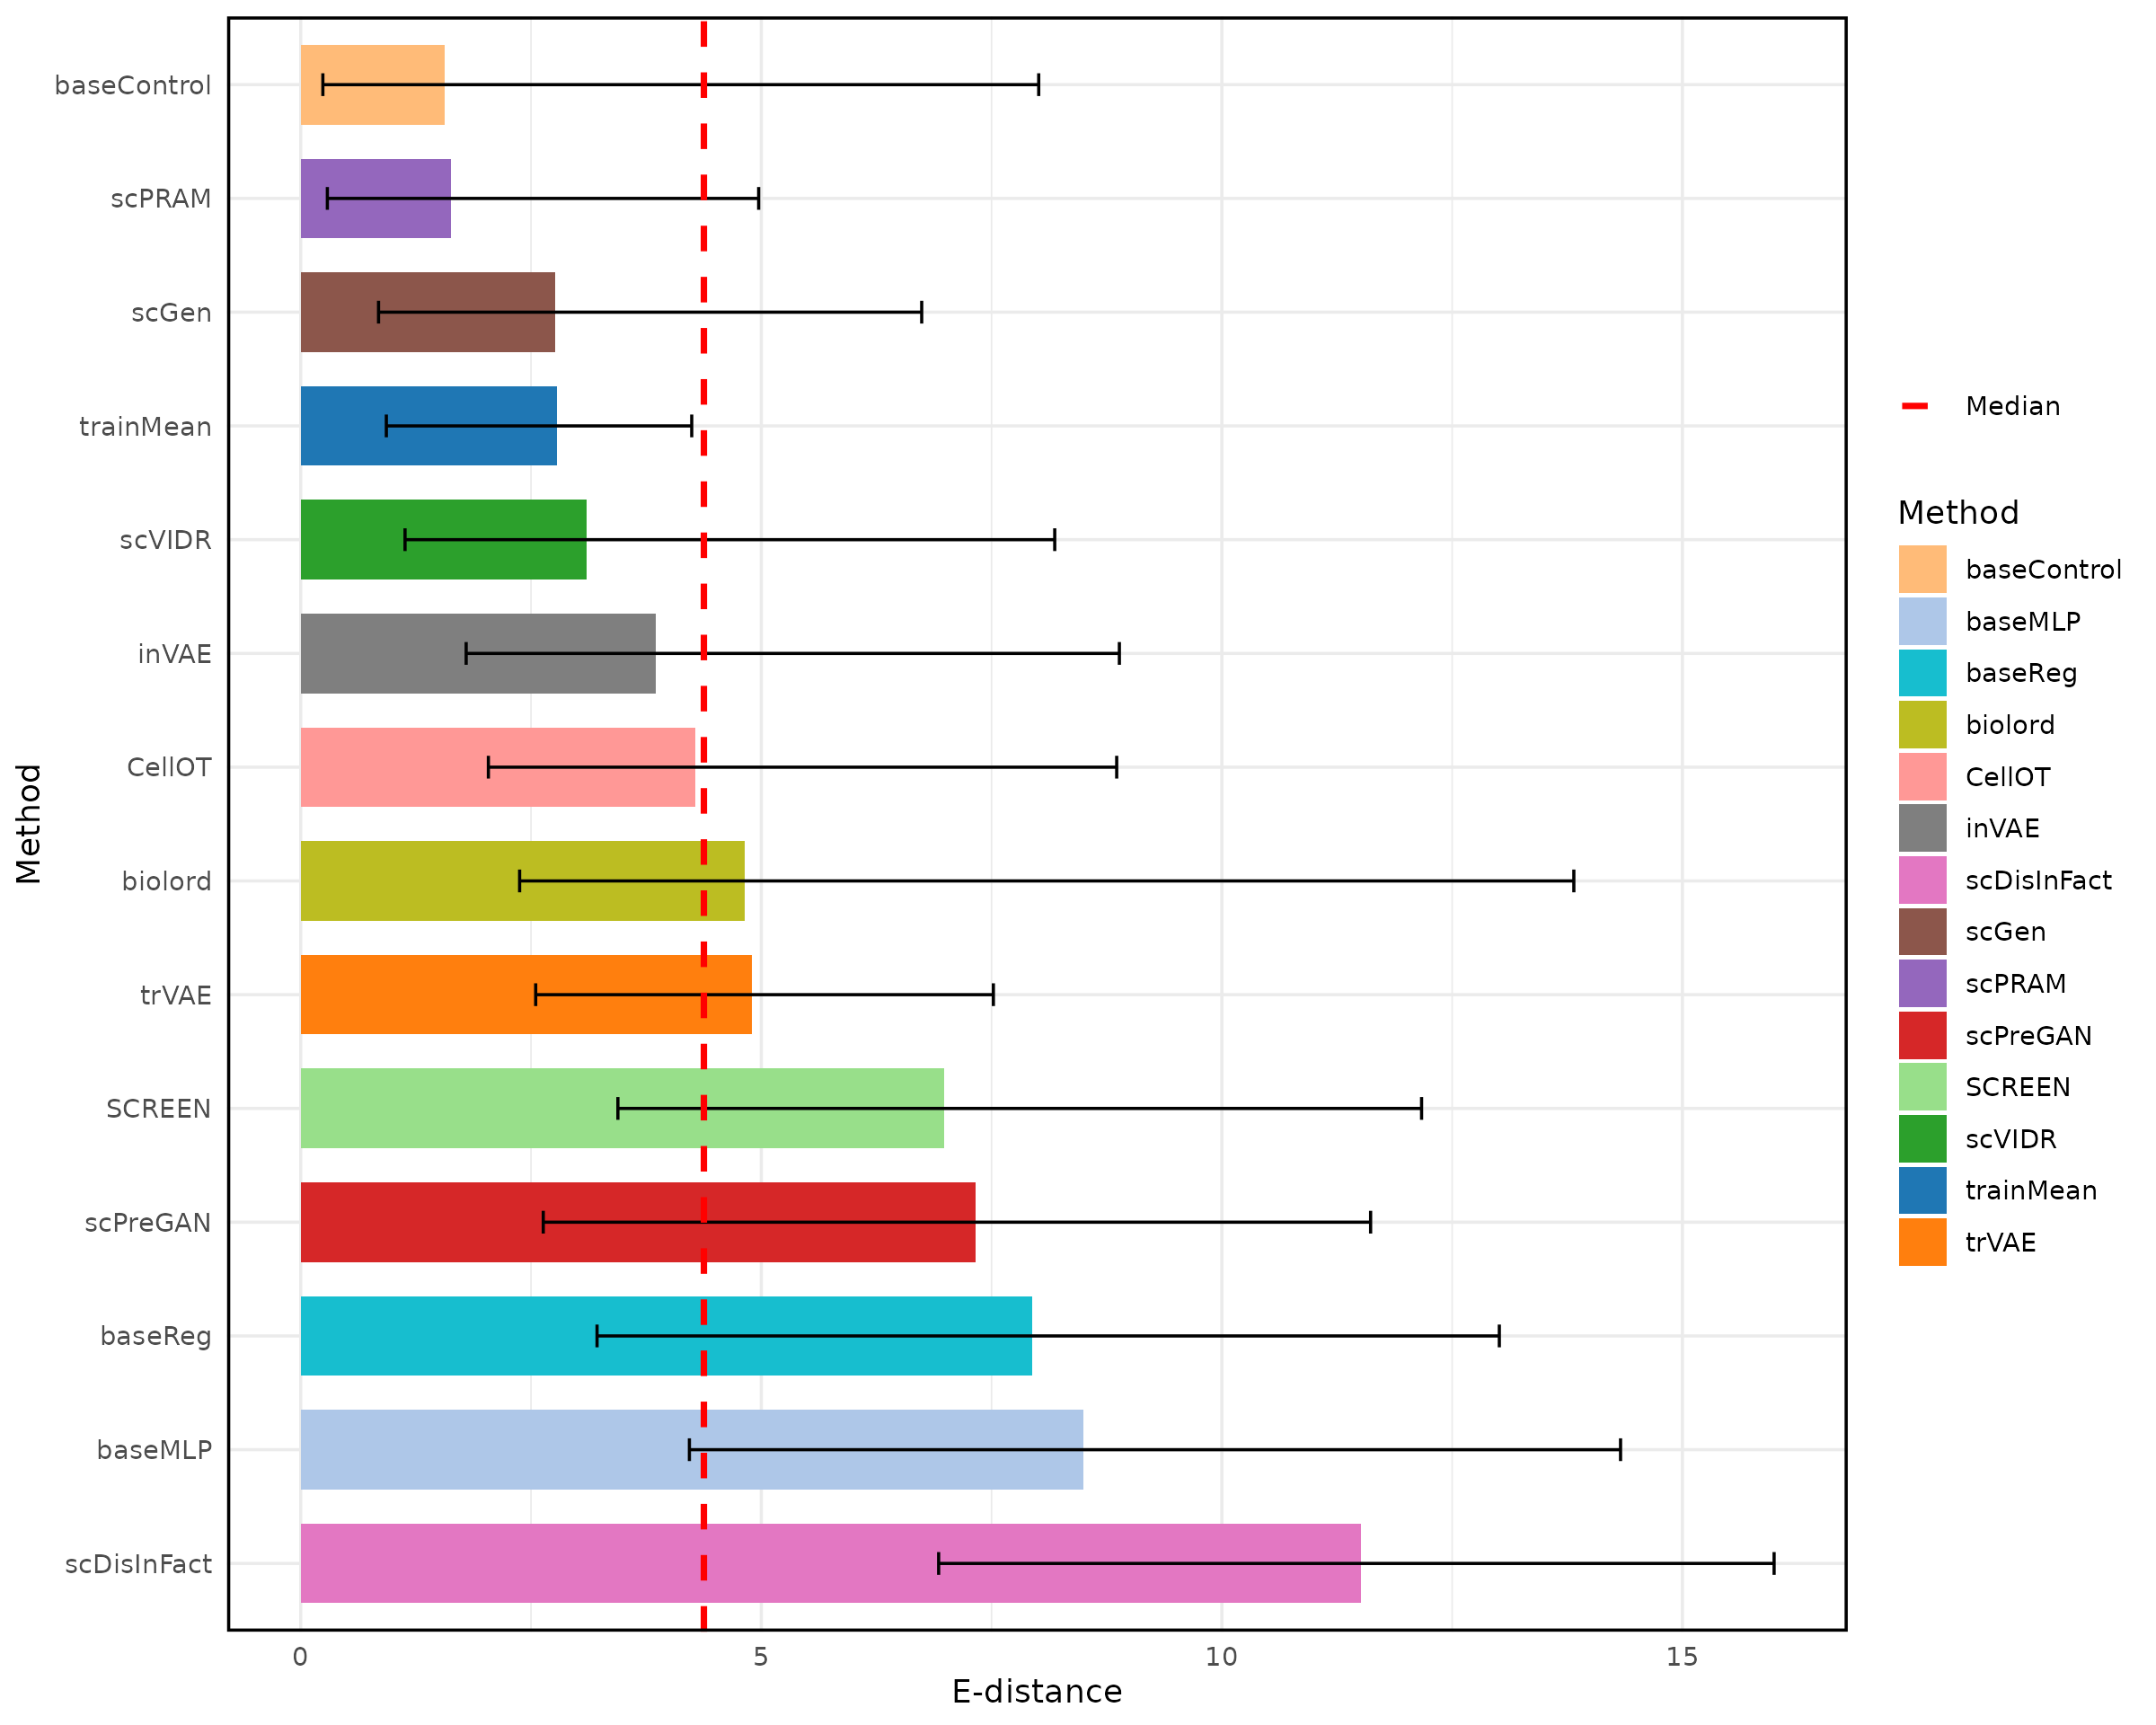 baseControl
scPRAM
scGen
trainMean
scVIDR
inVAE
CellOT
biolord
trVAE
SCREEN
scPreGAN
baseReg
baseMLP
scDisInFact
Method
0 5 10 15
E-distance
Median
Method
baseControl
baseMLP
baseReg
biolord
CellOT
inVAE
scDisInFact
scGen
scPRAM
scPreGAN
SCREEN
scVIDR
trainMean
trVAE